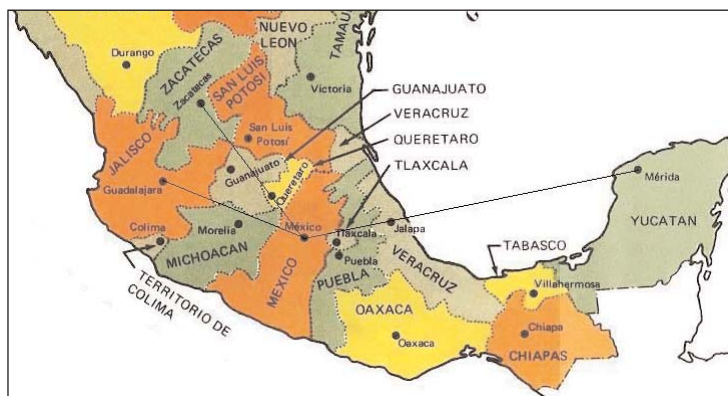 NUEVO
LEON
TAMAU
Durango
ZACATECAS
Zacatecas
SAN LUIS
POTOSI
Victoria
GUANAJUATO
VERACRUZ
QUERETARO
TLAXCALA
San Luis
Potosí
JALISCO
Guadalajara
Guanajuato
Queretaro
Mérida
YUCATAN
Colima
Morelia
MICHOACAN
México
MEXICO
Tlaxcala
Jalapa
Puebla
PUEBLA
VERACRUZ
TABASCO
Villahermosa
TERRITORIO DE
COLIMA
OAXACA
Oaxaca
Chiapa
CHIAPAS